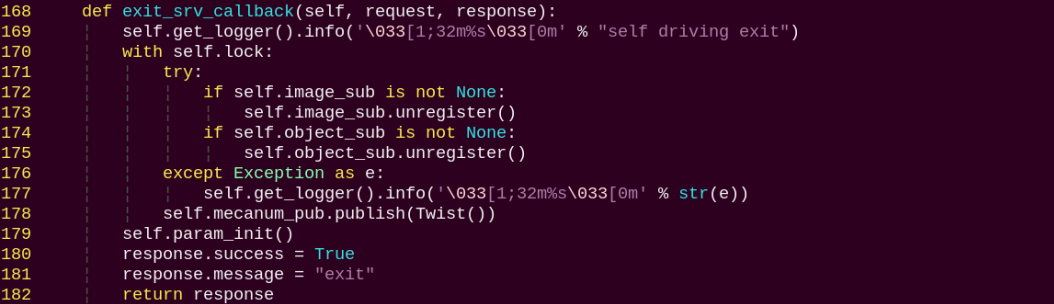 168     def exit_srv_callback(self, request, response):
169         self.get_logger().info('\033[1;32m%s\033[0m' % "self driving exit")
170         with self.lock:
171             try:
172                 if self.image_sub is not None:
173                     self.image_sub.unregister()
174                 if self.object_sub is not None:
175                     self.object_sub.unregister()
176             except Exception as e:
177                 self.get_logger().info('\033[1;32m%s\033[0m' % str(e))
178             self.mecanum_pub.publish(Twist())
179         self.param_init()
180         response.success = True
181         response.message = "exit"
182         return response